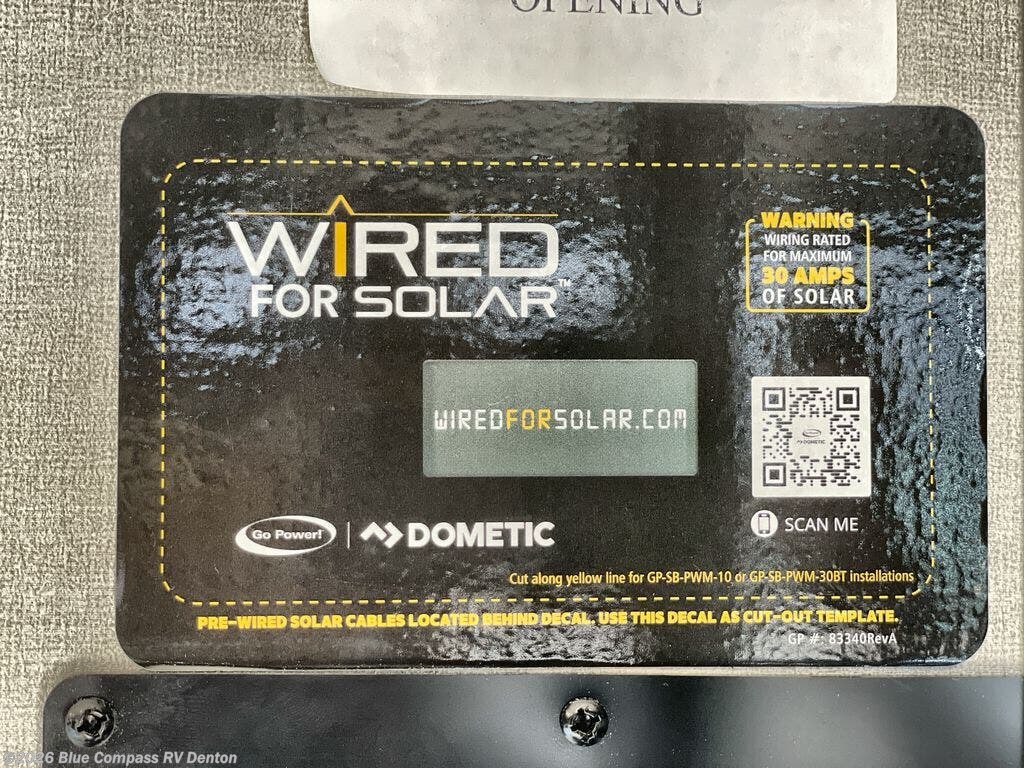 OPENING
WIRED
FOR SOLAR™
WARNING
WIRING RATED
FOR MAXIMUM
30 AMPS
OF SOLAR
WIREDFORSOLAR.COM
DOMETIC
SCAN ME
Go Power! | DOMETIC
Cut along yellow line for GP-SB-PWM-10 or GP-SB-PWM-30BT installations
PRE-WIRED SOLAR CABLES LOCATED BEHIND DECAL. USE THIS DECAL AS CUT-OUT TEMPLATE.
GP #: 83340RevA
©2026 Blue Compass RV Denton